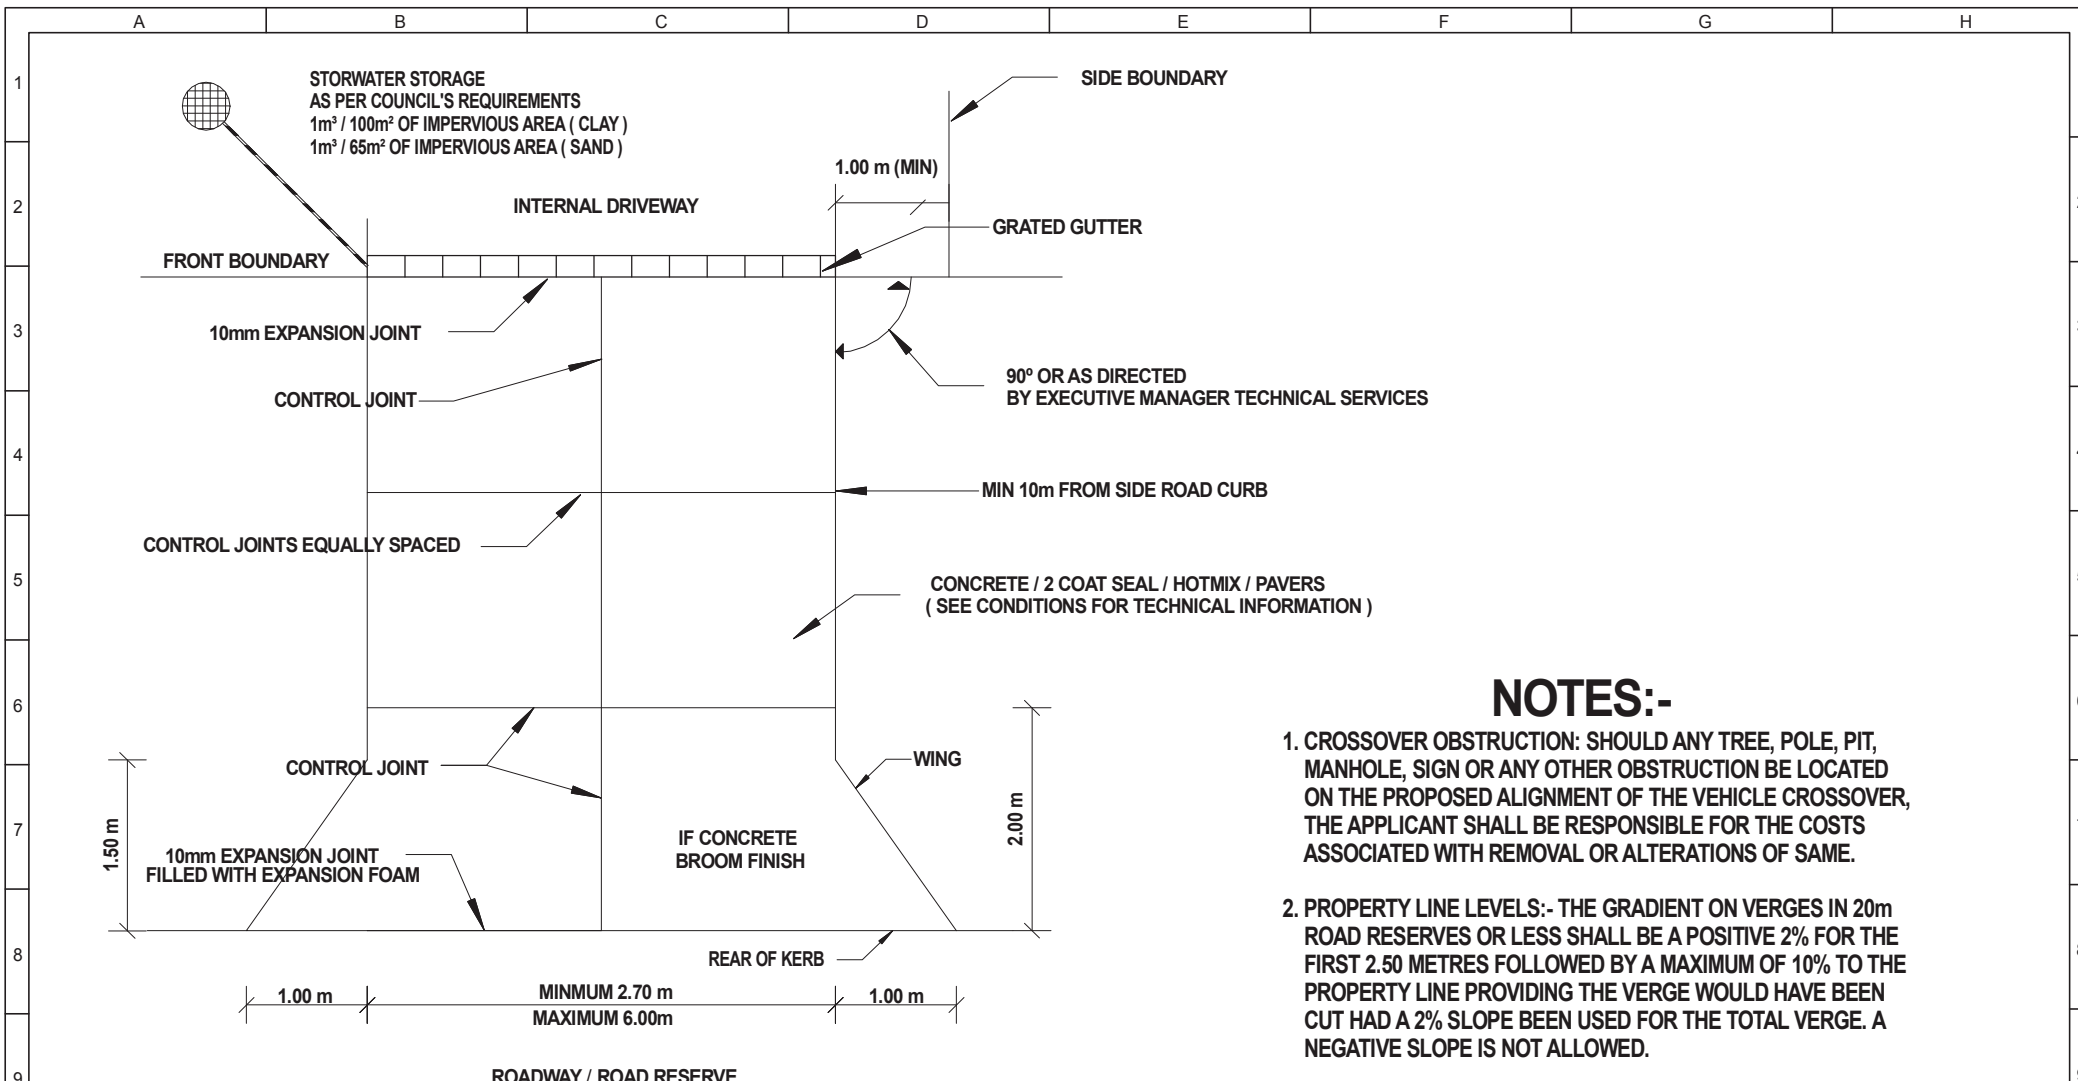 A B C D E F G H
1
STORWATER STORAGE
AS PER COUNCIL'S REQUIREMENTS
1m³ / 100m² OF IMPERVIOUS AREA ( CLAY )
1m³ / 65m² OF IMPERVIOUS AREA ( SAND )
SIDE BOUNDARY
1.00 m (MIN)
2
INTERNAL DRIVEWAY
GRATED GUTTER
FRONT BOUNDARY
3
10mm EXPANSION JOINT
90º OR AS DIRECTED
BY EXECUTIVE MANAGER TECHNICAL SERVICES
CONTROL JOINT
4
MIN 10m FROM SIDE ROAD CURB
CONTROL JOINTS EQUALLY SPACED
5
CONCRETE / 2 COAT SEAL / HOTMIX / PAVERS
( SEE CONDITIONS FOR TECHNICAL INFORMATION )
6
CONTROL JOINT
WING
7
1.50 m
2.00 m
IF CONCRETE
BROOM FINISH
10mm EXPANSION JOINT
FILLED WITH EXPANSION FOAM
8
REAR OF KERB
1.00 m
MINMUM 2.70 m
MAXIMUM 6.00m
1.00 m
9
ROADWAY / ROAD RESERVE
NOTES:-
1. CROSSOVER OBSTRUCTION: SHOULD ANY TREE, POLE, PIT,
MANHOLE, SIGN OR ANY OTHER OBSTRUCTION BE LOCATED
ON THE PROPOSED ALIGNMENT OF THE VEHICLE CROSSOVER,
THE APPLICANT SHALL BE RESPONSIBLE FOR THE COSTS
ASSOCIATED WITH REMOVAL OR ALTERATIONS OF SAME.
2. PROPERTY LINE LEVELS:- THE GRADIENT ON VERGES IN 20m
ROAD RESERVES OR LESS SHALL BE A POSITIVE 2% FOR THE
FIRST 2.50 METRES FOLLOWED BY A MAXIMUM OF 10% TO THE
PROPERTY LINE PROVIDING THE VERGE WOULD HAVE BEEN
CUT HAD A 2% SLOPE BEEN USED FOR THE TOTAL VERGE. A
NEGATIVE SLOPE IS NOT ALLOWED.